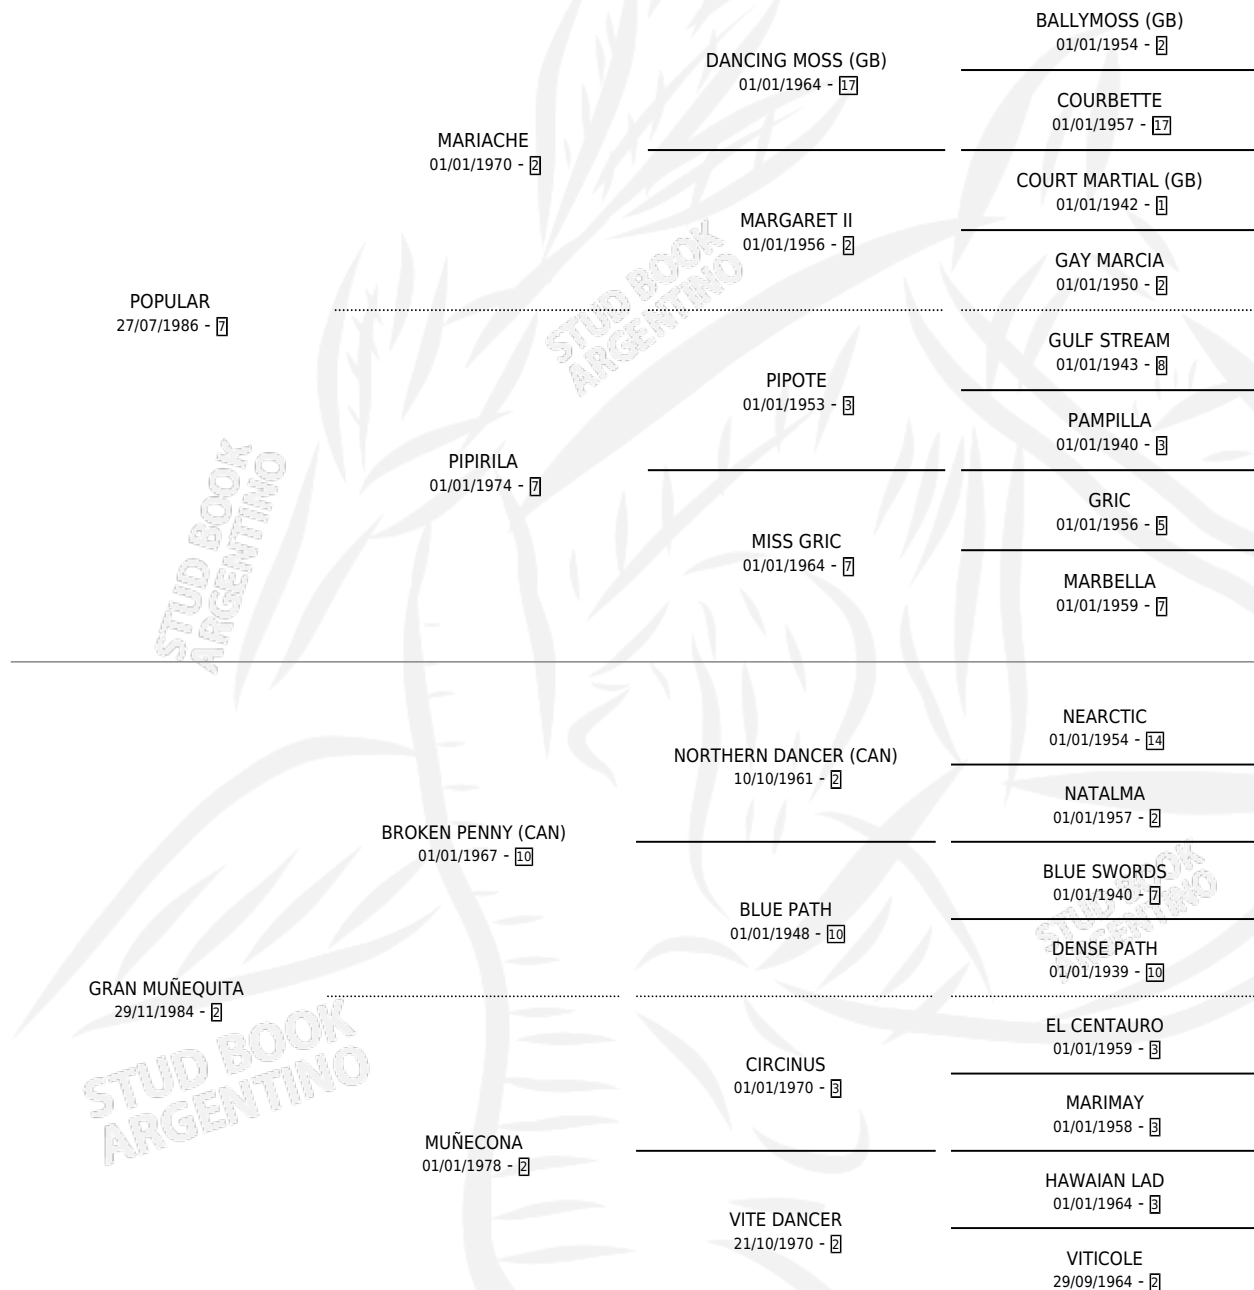 POPULAR
27/07/1986 - 7
MARIACHE
01/01/1970 - 2
DANCING MOSS (GB)
01/01/1964 - 17
BALLYMOSS (GB)
01/01/1954 - 2
COURBETTE
01/01/1957 - 17
MARGARET II
01/01/1956 - 2
COURT MARTIAL (GB)
01/01/1942 - 1
GAY MARCIA
01/01/1950 - 2
PIPIRILA
01/01/1974 - 7
PIPOTE
01/01/1953 - 3
GULF STREAM
01/01/1943 - 8
PAMPILLA
01/01/1940 - 3
MISS GRIC
01/01/1964 - 7
GRIC
01/01/1956 - 5
MARBELLA
01/01/1959 - 7
GRAN MUÑEQUITA
29/11/1984 - 2
BROKEN PENNY (CAN)
01/01/1967 - 10
NORTHERN DANCER (CAN)
10/10/1961 - 2
NEARCTIC
01/01/1954 - 14
NATALMA
01/01/1957 - 2
BLUE PATH
01/01/1948 - 10
BLUE SWORDS
01/01/1940 - 7
DENSE PATH
01/01/1939 - 10
MUÑECONA
01/01/1978 - 2
CIRCINUS
01/01/1970 - 3
EL CENTAURO
01/01/1959 - 3
MARIMAY
01/01/1958 - 3
VITE DANCER
21/10/1970 - 2
HAWAIAN LAD
01/01/1964 - 3
VITICOLE
29/09/1964 - 2
STUD BOOK
ARGENTINO
STUD BOOK
ARGENTINO
STUD BOOK
ARGENTINO
STUD BOOK
ARGENTINO